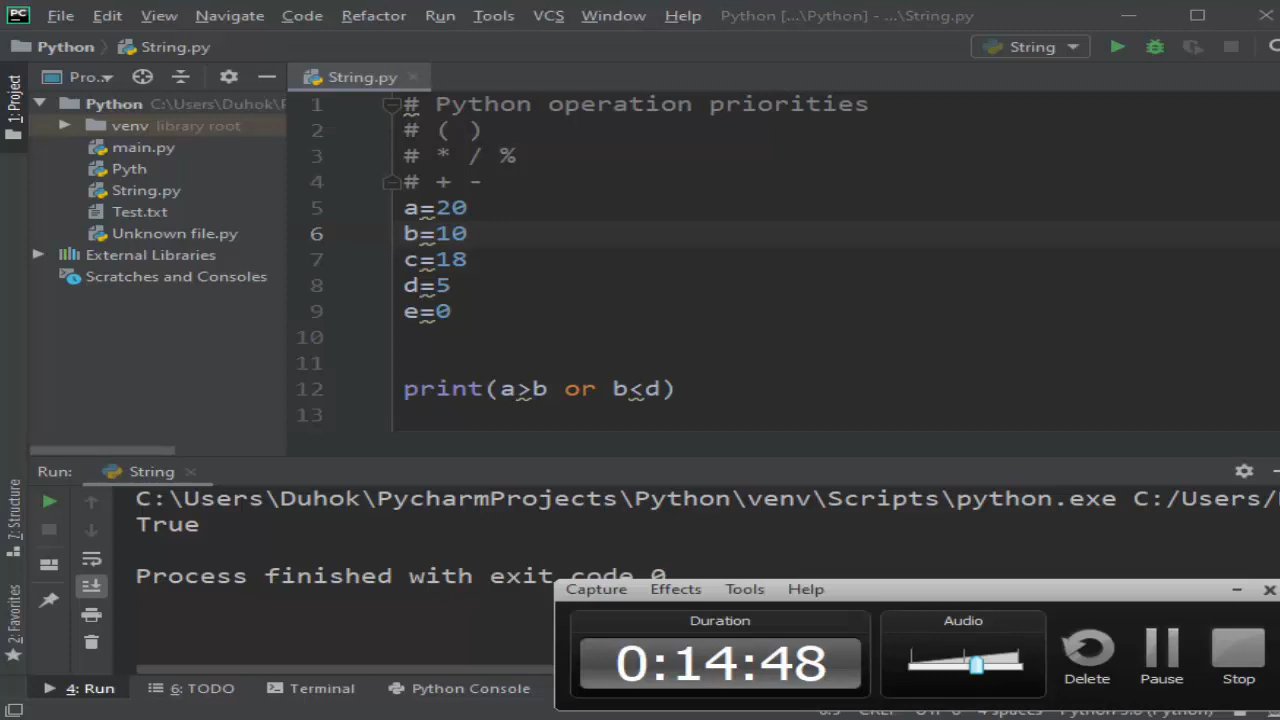 PC File Edit View Navigate Code Refactor Run Tools VCS Window Help Python [...\Python] - ...\String.py
Python String.py String
1: Project Pro... String.py
Python C:\Users\Duhok\
venv library root
main.py
Pyth
String.py
Test.txt
Unknown file.py
External Libraries
Scratches and Consoles
1 # Python operation priorities
2 # ( )
3 # * / %
4 # + -
5 a=20
6 b=10
7 c=18
8 d=5
9 e=0
10
11
12 print(a>b or b<d)
13
Run: String
C:\Users\Duhok\PycharmProjects\Python\venv\Scripts\python.exe C:/Users/
True
Process finished with exit code 0
7: Structure
2: Favorites
Capture Effects Tools Help
Duration Audio
0:14:48
Delete Pause Stop
4: Run 6: TODO Terminal Python Console